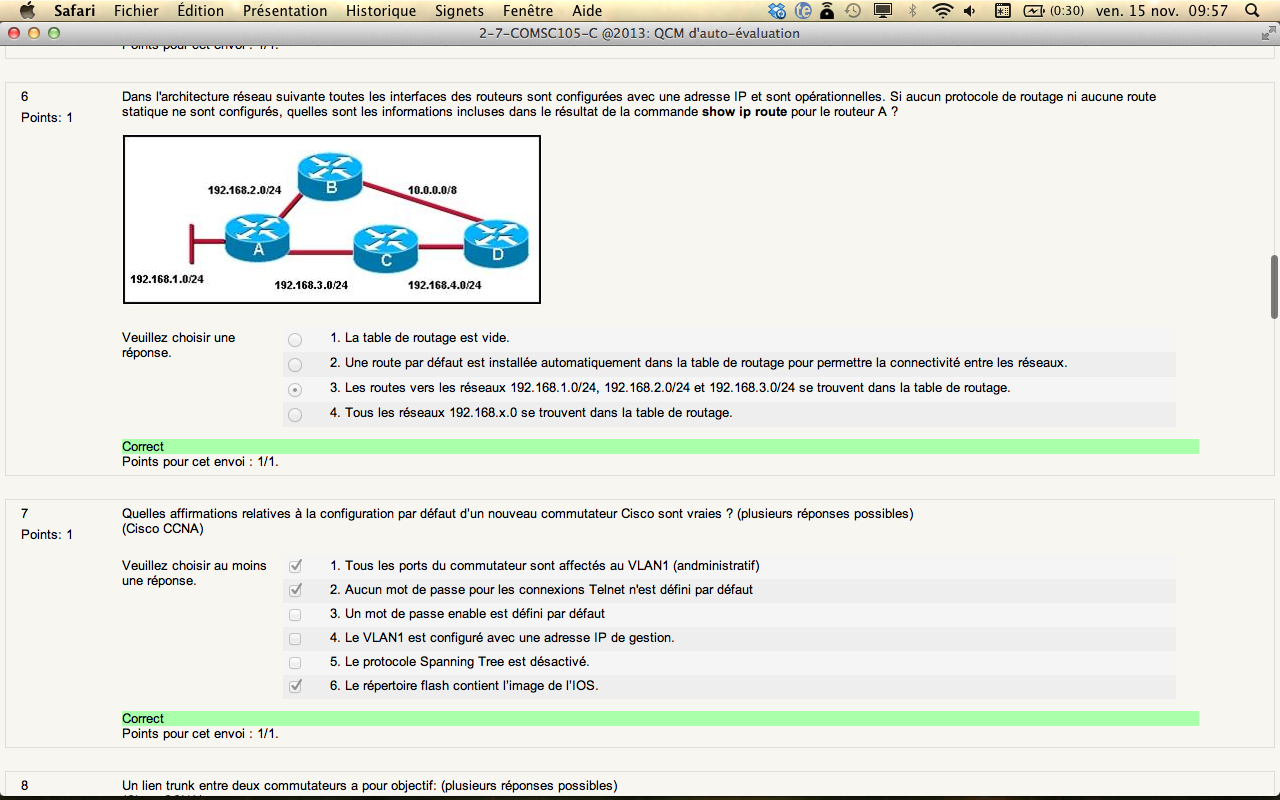 Safari Fichier Édition Présentation Historique Signets Fenêtre Aide (0:30) ven. 15 nov. 09:57
2-7-COMSC105-C @2013: QCM d'auto-évaluation
Points pour cet envoi : 1/1.
6
Points: 1
Dans l'architecture réseau suivante toutes les interfaces des routeurs sont configurées avec une adresse IP et sont opérationnelles. Si aucun protocole de routage ni aucune route
statique ne sont configurés, quelles sont les informations incluses dans le résultat de la commande show ip route pour le routeur A ?
192.168.2.0/24
B
10.0.0.0/8
A
C
D
192.168.1.0/24
192.168.3.0/24
192.168.4.0/24
Veuillez choisir une
réponse.
1. La table de routage est vide.
2. Une route par défaut est installée automatiquement dans la table de routage pour permettre la connectivité entre les réseaux.
3. Les routes vers les réseaux 192.168.1.0/24, 192.168.2.0/24 et 192.168.3.0/24 se trouvent dans la table de routage.
4. Tous les réseaux 192.168.x.0 se trouvent dans la table de routage.
Correct
Points pour cet envoi : 1/1.
7
Points: 1
Quelles affirmations relatives à la configuration par défaut d'un nouveau commutateur Cisco sont vraies ? (plusieurs réponses possibles)
(Cisco CCNA)
Veuillez choisir au moins
une réponse.
1. Tous les ports du commutateur sont affectés au VLAN1 (andministratif)
2. Aucun mot de passe pour les connexions Telnet n'est défini par défaut
3. Un mot de passe enable est défini par défaut
4. Le VLAN1 est configuré avec une adresse IP de gestion.
5. Le protocole Spanning Tree est désactivé.
6. Le répertoire flash contient l'image de l'IOS.
Correct
Points pour cet envoi : 1/1.
8
Un lien trunk entre deux commutateurs a pour objectif: (plusieurs réponses possibles)